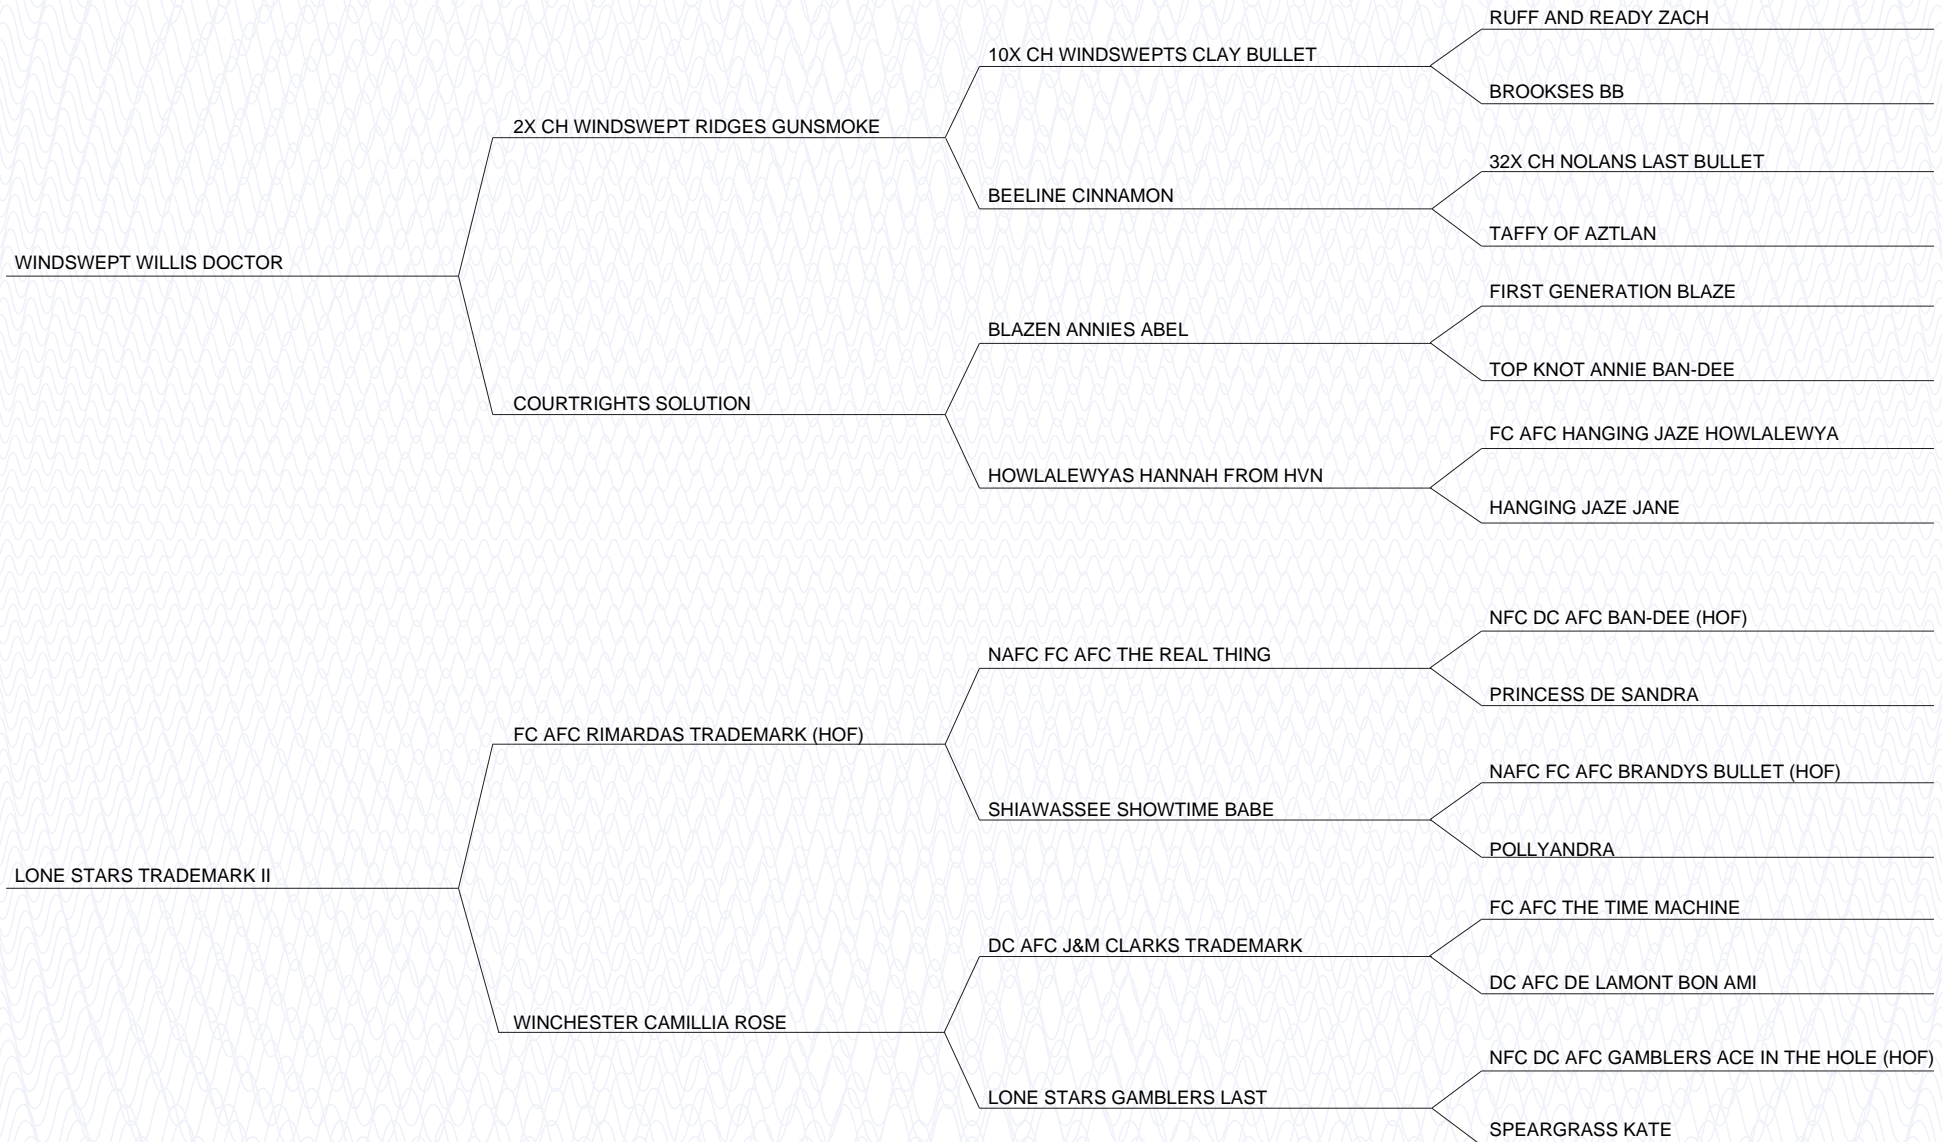 RUFF AND READY ZACH
10X CH WINDSWEPTS CLAY BULLET
BROOKSES BB
2X CH WINDSWEPT RIDGES GUNSMOKE
32X CH NOLANS LAST BULLET
BEELINE CINNAMON
TAFFY OF AZTLAN
WINDSWEPT WILLIS DOCTOR
FIRST GENERATION BLAZE
BLAZEN ANNIES ABEL
TOP KNOT ANNIE BAN-DEE
COURTRIGHTS SOLUTION
FC AFC HANGING JAZE HOWLALEWYA
HOWLALEWYAS HANNAH FROM HVN
HANGING JAZE JANE
NFC DC AFC BAN-DEE (HOF)
NAFC FC AFC THE REAL THING
PRINCESS DE SANDRA
FC AFC RIMARDAS TRADEMARK (HOF)
NAFC FC AFC BRANDYS BULLET (HOF)
SHIAWASSEE SHOWTIME BABE
POLLYANDRA
LONE STARS TRADEMARK II
FC AFC THE TIME MACHINE
DC AFC J&M CLARKS TRADEMARK
DC AFC DE LAMONT BON AMI
WINCHESTER CAMILLIA ROSE
NFC DC AFC GAMBLERS ACE IN THE HOLE (HOF)
LONE STARS GAMBLERS LAST
SPEARGRASS KATE